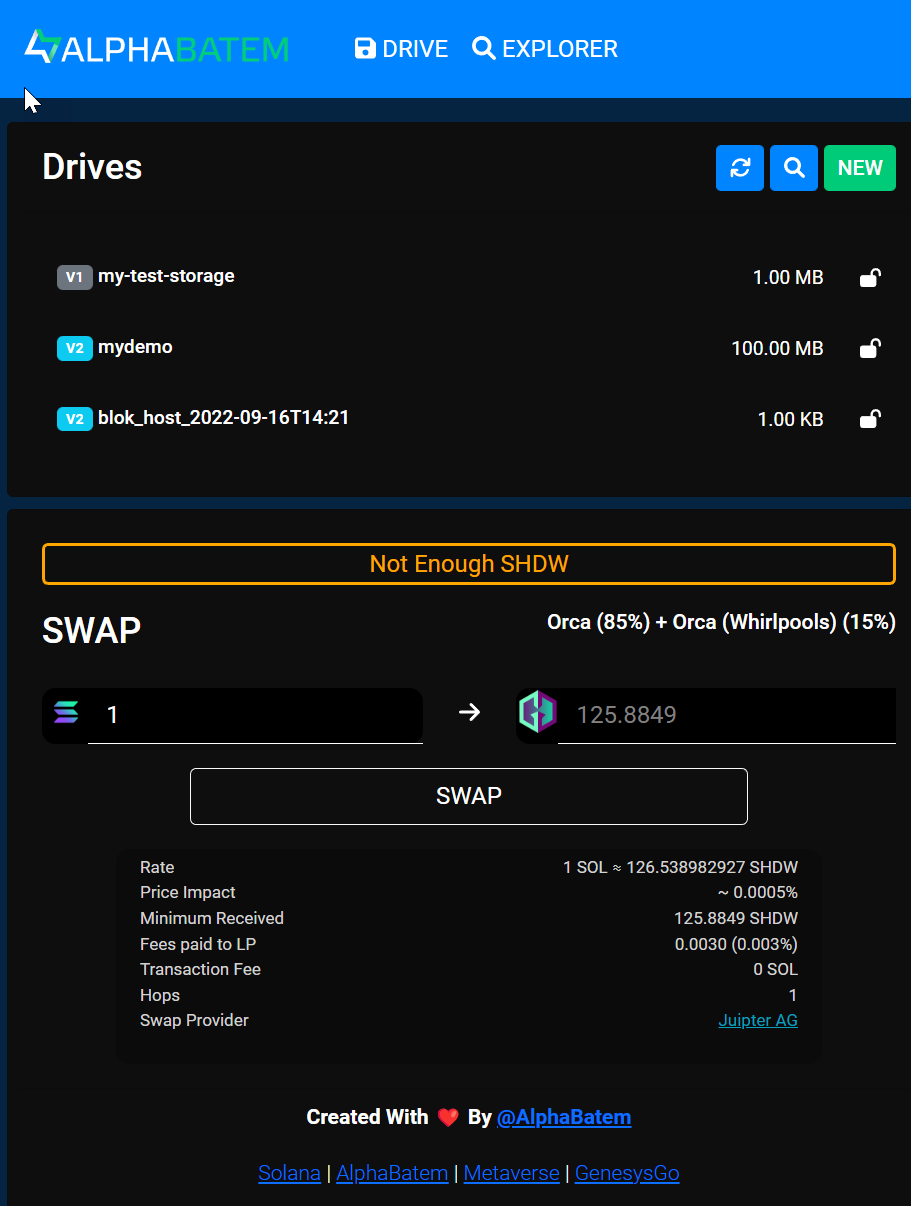 ALPHABATEM DRIVE EXPLORER
Drives NEW
V1 my-test-storage 1.00 MB
V2 mydemo 100.00 MB
V2 blok_host_2022-09-16T14:21 1.00 KB
Not Enough SHDW
SWAP Orca (85%) + Orca (Whirlpools) (15%)
1 125.8849
SWAP
Rate 1 SOL ≈ 126.538982927 SHDW
Price Impact ~ 0.0005%
Minimum Received 125.8849 SHDW
Fees paid to LP 0.0030 (0.003%)
Transaction Fee 0 SOL
Hops 1
Swap Provider Juipter AG
Created With ❤️ By @AlphaBatem
Solana | AlphaBatem | Metaverse | GenesysGo